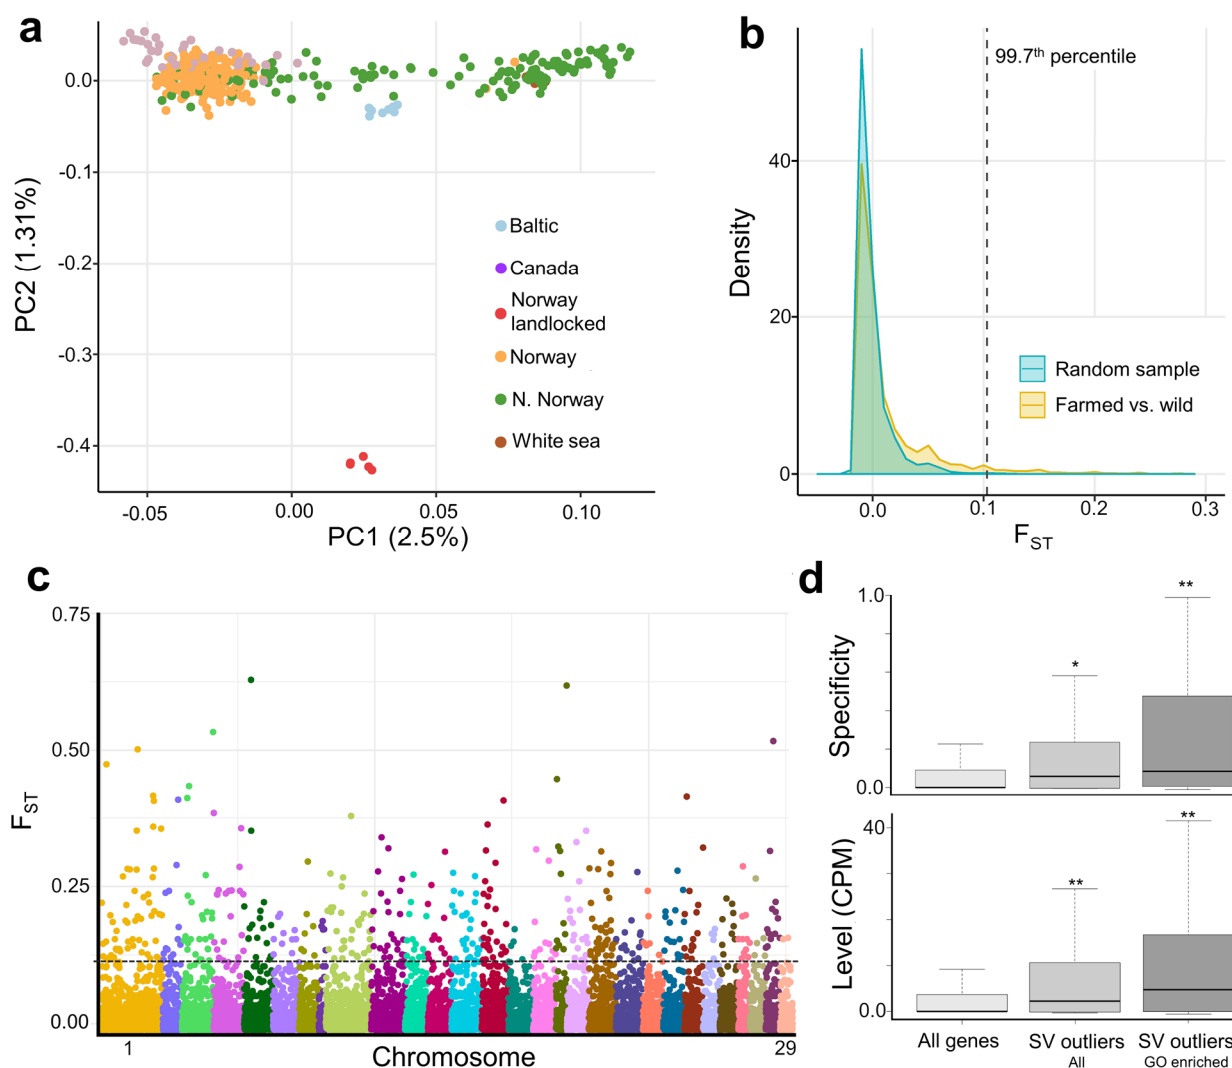 a
0.0
-0.1
-0.2
-0.3
-0.4
PC2 (1.31%)
-0.05
0.00
0.05
0.10
PC1 (2.5%)
Baltic
Canada
Norway
landlocked
Norway
N. Norway
White sea
b
99.7th percentile
40
20
0
Density
Random sample
Farmed vs. wild
0.0
0.1
0.2
0.3
FST
c
0.75
0.50
0.25
0.00
FST
1
Chromosome
29
d
1.0
0.0
Specificity
*
**
40
0.0
Level (CPM)
**
**
All genes
SV outliers
All
SV outliers
GO enriched